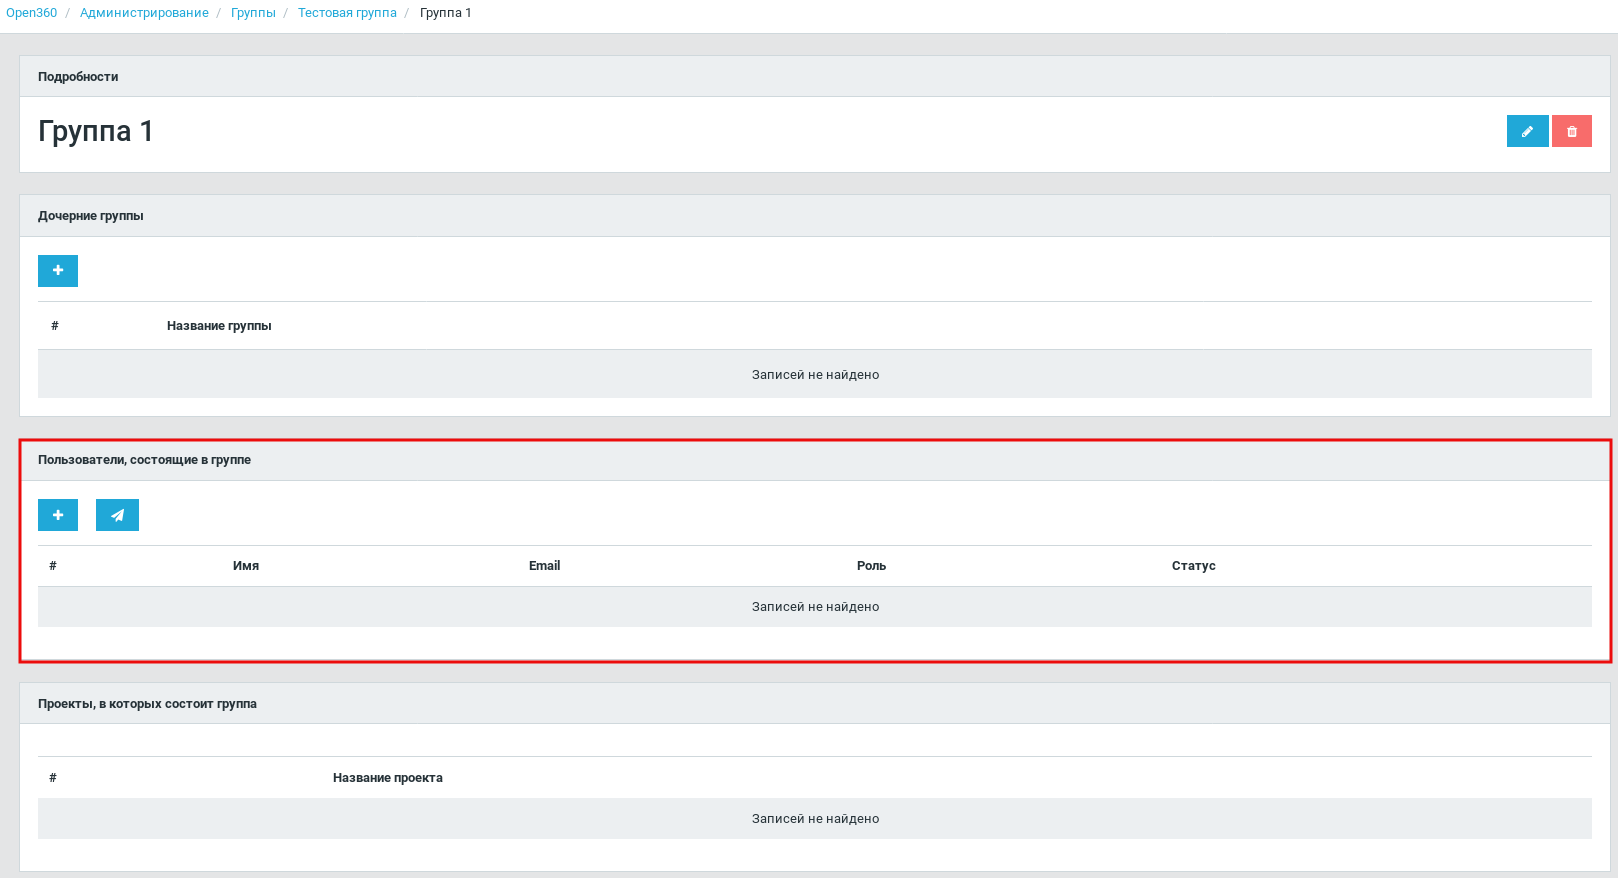 Open360 / Администрирование / Группы / Тестовая группа / Группа 1
Подробности
Группа 1
Дочерние группы
# Название группы
Записей не найдено
Пользователи, состоящие в группе
# Имя Email Роль Статус
Записей не найдено
Проекты, в которых состоит группа
# Название проекта
Записей не найдено